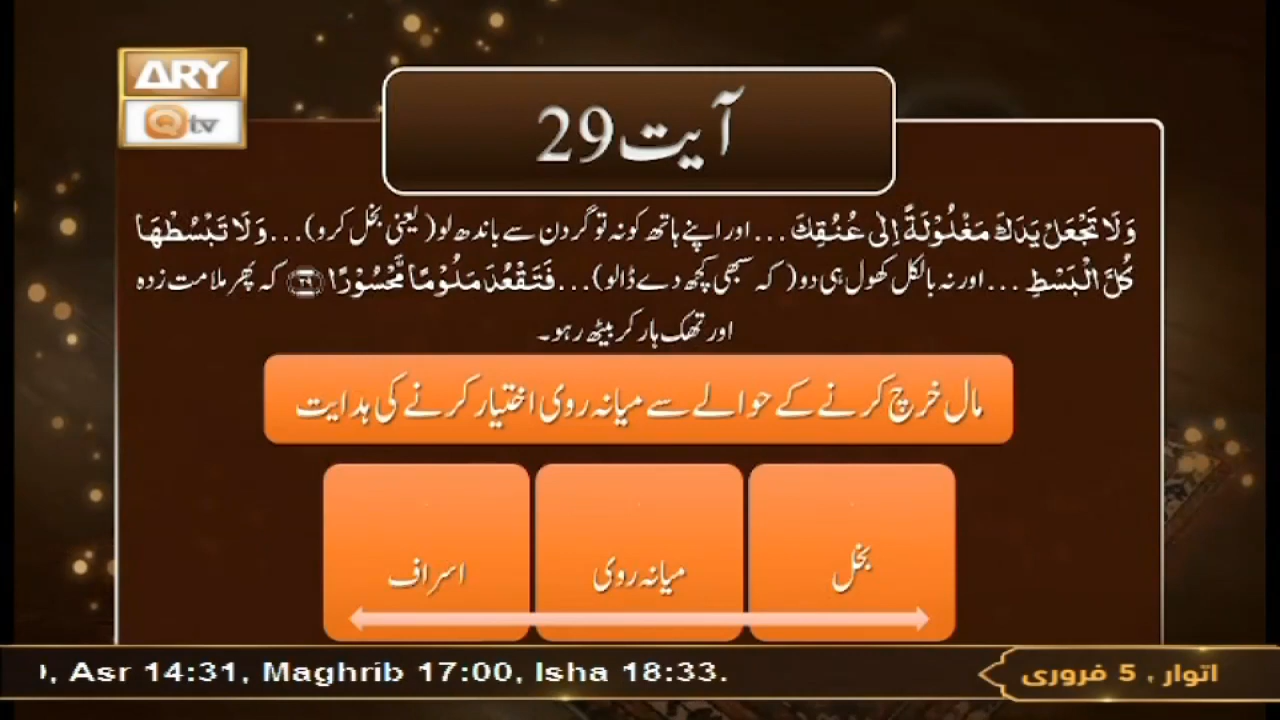 ARY
Qtv
آیت 29
وَلَا تَجْعَلْ يَدَكَ مَغْلُوْلَةً اِلٰى عُنُقِكَ... اور اپنے ہاتھ کو نہ تو گردن سے باندھ لو (یعنی بخل کرو)... وَلَا تَبْسُطْهَا
كُلَّ الْبَسْطِ... اور نہ بالکل کھول ہی دو (کہ سبھی کچھ دے ڈالو)... فَتَقْعُدَ مَلُوْمًا مَّحْسُوْرًا ﴿۲۹﴾ کہ پھر ملامت زدہ
اور تھک ہار کر بیٹھ رہو۔
مال خرچ کرنے کے حوالے سے میانہ روی اختیار کرنے کی ہدایت
بخل
میانہ روی
اسراف
, Asr 14:31, Maghrib 17:00, Isha 18:33.
اتوار , 5 فروری